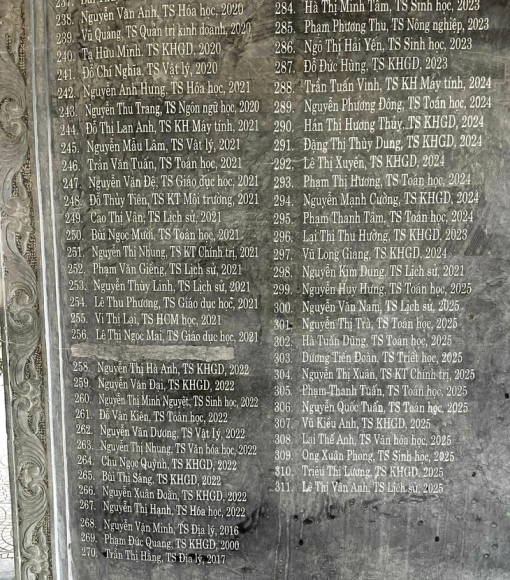 238. Nguyễn Vân Anh, TS Hóa học, 2020
239. Vũ Quang, TS Quản trị kinh doanh, 2020
240. Tạ Hữu Minh, TS KHGD, 2020
241. Đỗ Chí Nghĩa, TS Vật lý, 2020
242. Nguyễn Anh Hưng, TS Hóa học, 2021
243. Nguyễn Thu Trang, TS Ngôn ngữ học, 2020
244. Đỗ Thị Lan Anh, TS KH Máy tính, 2021
245. Nguyễn Mậu Lâm, TS Vật lý, 2021
246. Trần Văn Tuấn, TS Toán học, 2021
247. Nguyễn Văn Đệ, TS Giáo dục học, 2021
248. Đỗ Thủy Tiên, TS KT Môi trường, 2021
249. Cao Thị Vân, TS Lịch sử, 2021
250. Bùi Ngọc Mười, TS Toán học, 2021
251. Nguyễn Thị Nhung, TS KT Chính trị, 2021
252. Phạm Văn Giềng, TS Lịch sử, 2021
253. Nguyễn Thùy Linh, TS Lịch sử, 2021
254. Lê Thu Phương, TS Giáo dục học, 2021
255. Vi Thị Lại, TS HCM học, 2021
256. Lê Thị Ngọc Mai, TS Giáo dục học, 2021
258. Nguyễn Thị Hà Anh, TS KHGD, 2022
259. Nguyễn Văn Đại, TS KHGD, 2022
260. Nguyễn Thị Minh Nguyệt, TS Sinh học, 2022
261. Đỗ Văn Kiên, TS Toán học, 2022
262. Nguyễn Văn Dương, TS Vật lý, 2022
263. Nguyễn Thị Nhung, TS Văn hóa học, 2022
264. Chu Ngọc Quỳnh, TS KHGD, 2022
265. Bùi Thị Sáng, TS KHGD, 2022
266. Nguyễn Xuân Đoàn, TS KHGD, 2022
267. Nguyễn Thị Hạnh, TS Hóa học, 2022
268. Nguyễn Văn Minh, TS Địa lý, 2016
269. Phạm Đức Quang, TS KHGD, 2000
270. Trần Thị Hằng, TS Địa lý, 2017
284. Hà Thị Minh Tâm, TS Sinh học, 2023
285. Phạm Phương Thu, TS Nông nghiệp, 2023
286. Ngô Thị Hải Yến, TS Sinh học, 2023
287. Đỗ Đức Hùng, TS KHGD, 2023
288. Trần Tuấn Vinh, TS KH Máy tính, 2024
289. Nguyễn Phương Đông, TS Toán học, 2024
290. Hán Thị Hương Thủy, TS KHGD, 2024
291. Đặng Thị Thùy Dung, TS KHGD, 2024
292. Lê Thị Xuyên, TS KHGD, 2024
293. Phạm Thị Hương, TS Toán học, 2024
294. Nguyễn Mạnh Cường, TS KHGD, 2024
295. Phạm Thanh Tâm, TS Toán học, 2024
296. Lại Thị Thu Hường, TS KHGD, 2023
297. Vũ Long Giang, TS KHGD, 2024
298. Nguyễn Kim Dung, TS Lịch sử, 2021
299. Nguyễn Huy Hưng, TS Toán học, 2025
300. Nguyễn Văn Nam, TS Lịch sử, 2025
301. Nguyễn Thị Trà, TS Toán học, 2025
302. Hà Tuấn Dũng, TS Toán học, 2025
303. Dương Tiến Đoàn, TS Triết học, 2025
304. Nguyễn Thị Xuân, TS KT Chính trị, 2025
305. Phạm Thanh Tuấn, TS Toán học, 2025
306. Nguyễn Quốc Tuấn, TS Toán học, 2025
307. Vũ Kiều Anh, TS KHGD, 2025
308. Lại Thế Anh, TS Văn hóa học, 2025
309. Ong Xuân Phong, TS Sinh học, 2025
310. Triệu Thị Lương, TS KHGD, 2025
311. Lê Thị Vân Anh, TS Lịch sử, 2025